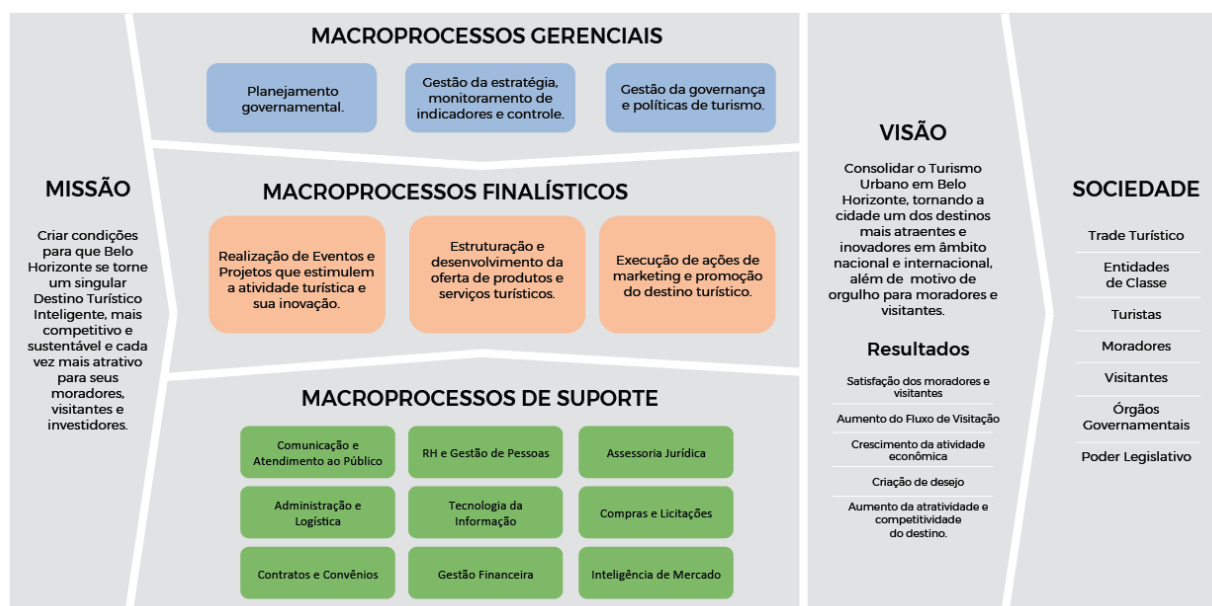 MISSÃO
Criar condições
para que Belo
Horizonte se torne
um singular
Destino Turístico
Inteligente, mais
competitivo e
sustentável e cada
vez mais atrativo
para seus
moradores,
visitantes e
investidores.
MACROPROCESSOS GERENCIAIS
Planejamento
governamental.
Gestão da estratégia,
monitoramento de
indicadores e controle.
Gestão da governança
e políticas de turismo.
MACROPROCESSOS FINALÍSTICOS
Realização de Eventos e
Projetos que estimulem
a atividade turística e
sua inovação.
Estruturação e
desenvolvimento da
oferta de produtos e
serviços turísticos.
Execução de ações de
marketing e promoção
do destino turístico.
MACROPROCESSOS DE SUPORTE
Comunicação e
Atendimento ao Público
RH e Gestão de Pessoas
Assessoria Jurídica
Administração e
Logística
Tecnologia da
Informação
Compras e Licitações
Contratos e Convênios
Gestão Financeira
Inteligência de Mercado
VISÃO
Consolidar o Turismo
Urbano em Belo
Horizonte, tornando a
cidade um dos destinos
mais atraentes e
inovadores em âmbito
nacional e internacional,
além de motivo de
orgulho para moradores e
visitantes.
Resultados
Satisfação dos moradores e
visitantes
Aumento do Fluxo de Visitação
Crescimento da atividade
econômica
Criação de desejo
Aumento da atratividade e
competitividade
do destino.
SOCIEDADE
Trade Turístico
Entidades
de Classe
Turistas
Moradores
Visitantes
Órgãos
Governamentais
Poder Legislativo